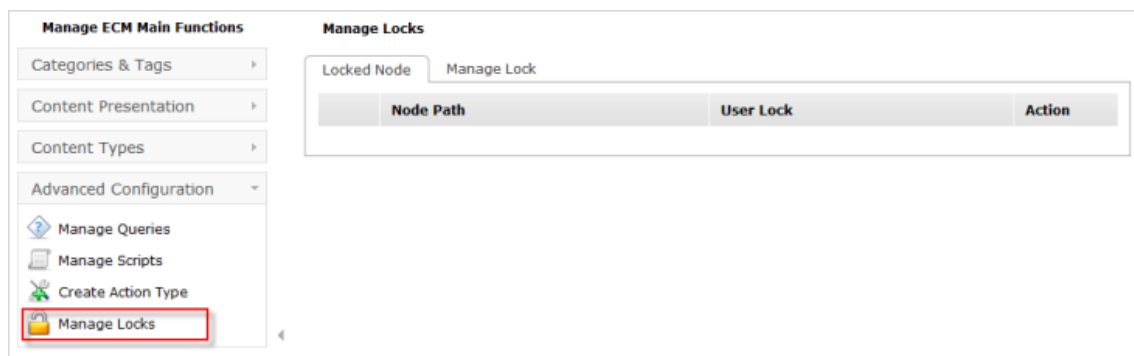 Manage ECM Main Functions
Categories & Tags
Content Presentation
Content Types
Advanced Configuration
Manage Queries
Manage Scripts
Create Action Type
Manage Locks
Manage Locks
Locked Node Manage Lock
Node Path User Lock Action